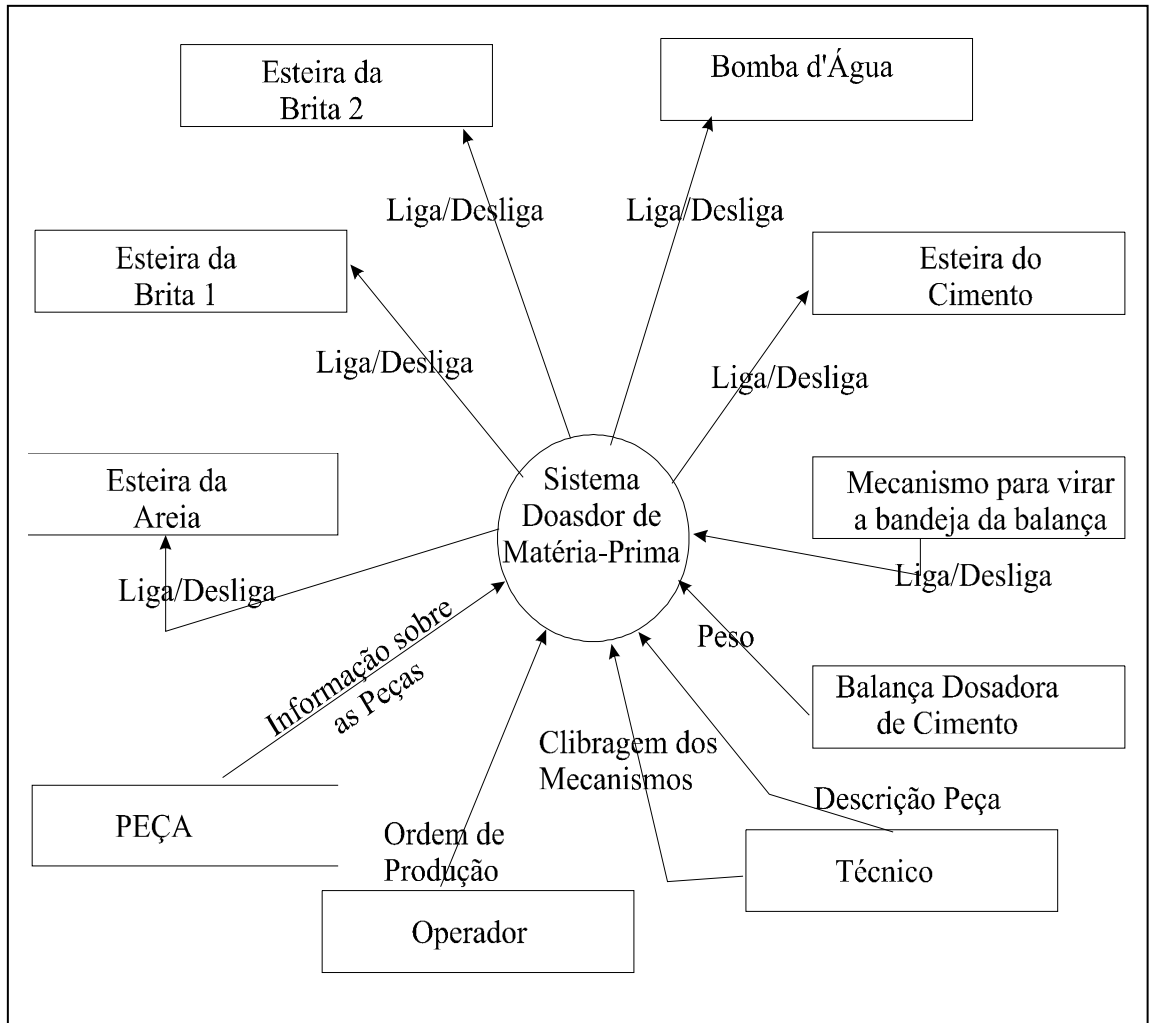 Esteira da
Brita 2
Bomba d'Água
Liga/Desliga
Liga/Desliga
Esteira da
Brita 1
Esteira do
Cimento
Liga/Desliga
Liga/Desliga
Esteira da
Areia
Sistema
Doasdor de
Matéria-Prima
Mecanismo para virar
a bandeja da balança
Liga/Desliga
Liga/Desliga
Informação sobre
as Peças
Peso
Balança Dosadora
de Cimento
Clibragem dos
Mecanismos
Descrição Peça
PEÇA
Ordem de
Produção
Técnico
Operador